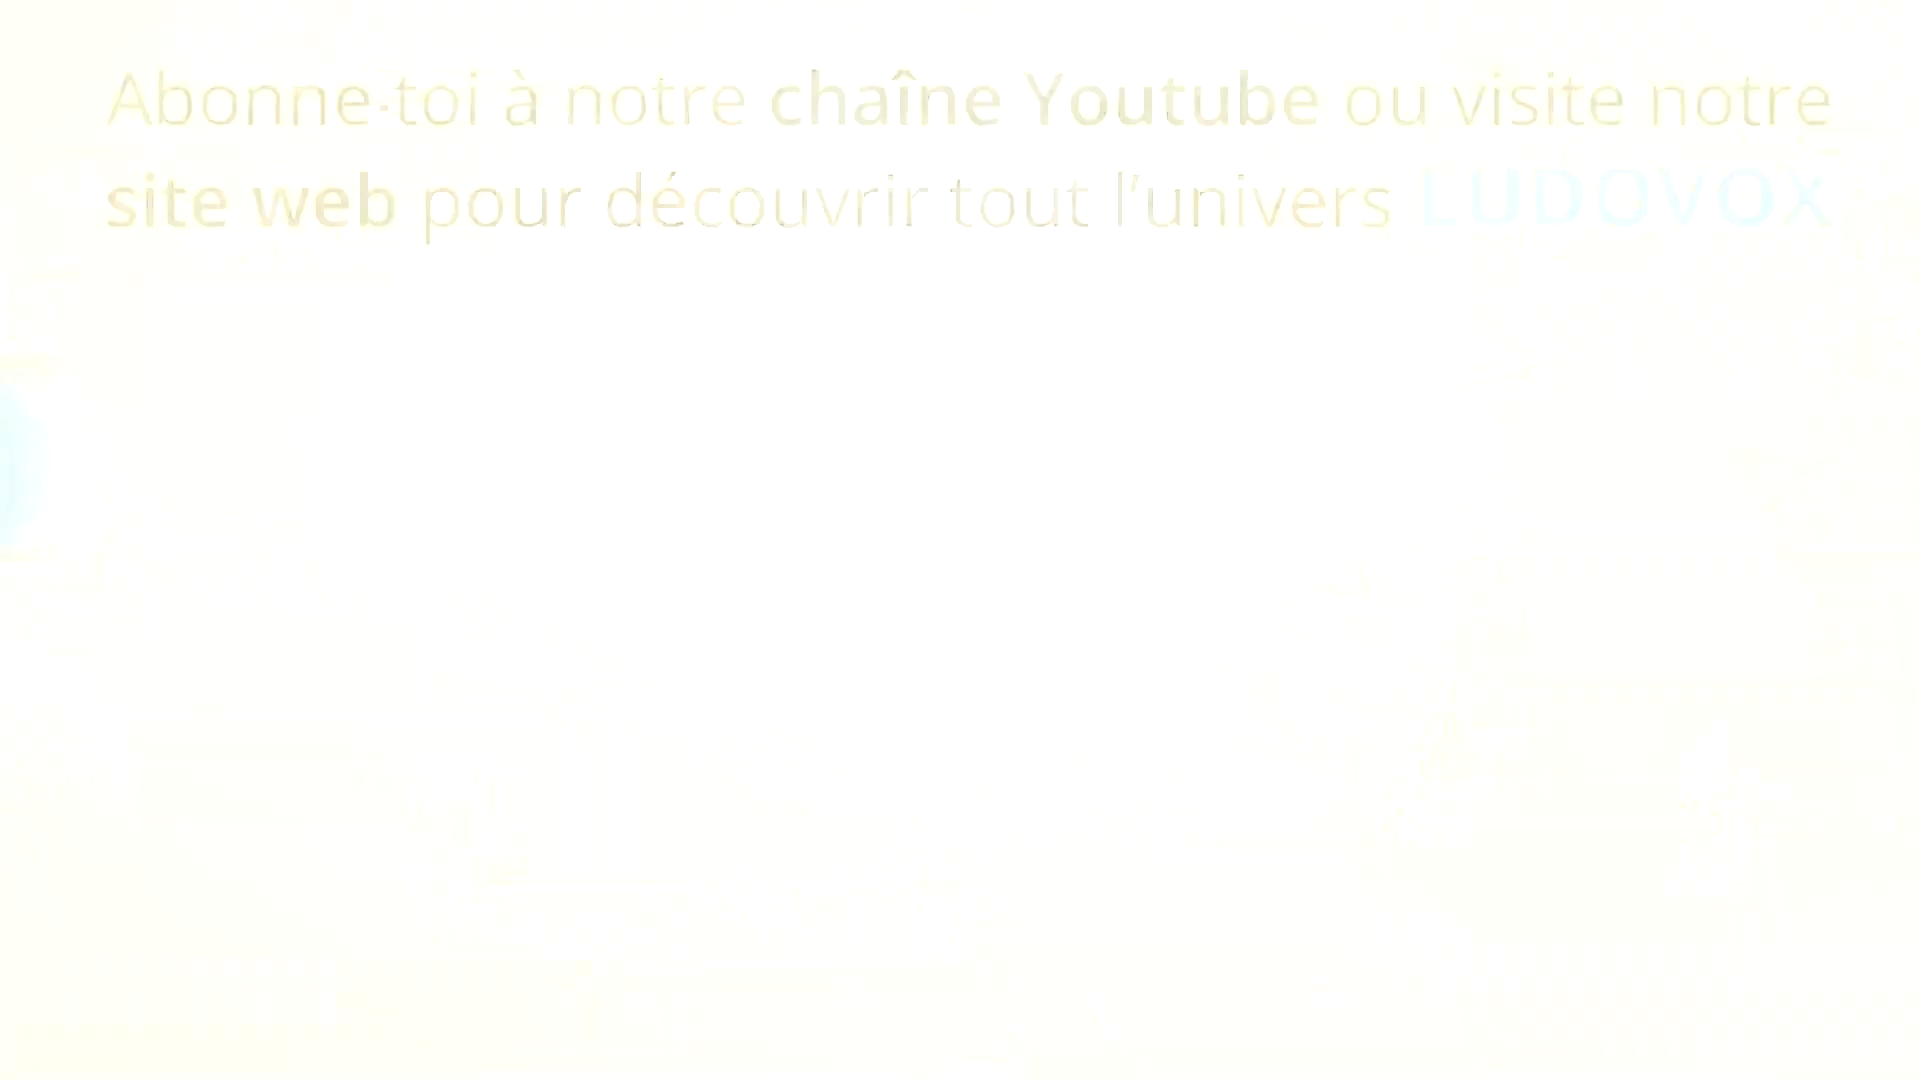 Abonne-toi à notre chaîne Youtube ou visite notre
site web pour découvrir tout l'univers LUDOVOX